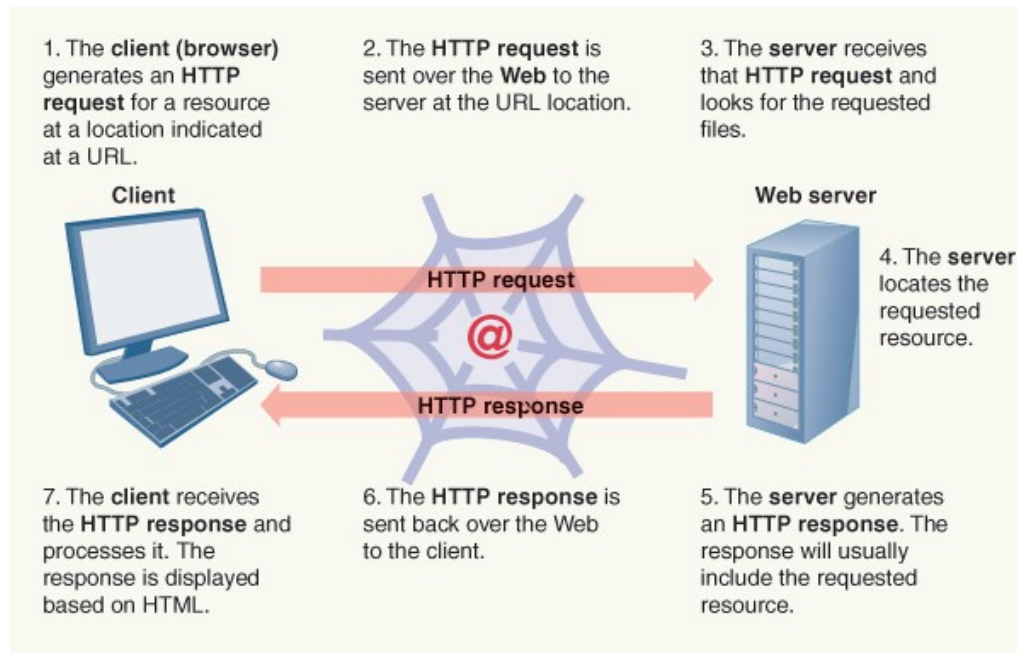 1. The client (browser)
generates an HTTP
request for a resource
at a location indicated
at a URL.
2. The HTTP request is
sent over the Web to the
server at the URL location.
3. The server receives
that HTTP request and
looks for the requested
files.
Client
Web server
HTTP request
4. The server
locates the
requested
resource.
@
HTTP response
7. The client receives
the HTTP response and
processes it. The
response is displayed
based on HTML.
6. The HTTP response is
sent back over the Web
to the client.
5. The server generates
an HTTP response. The
response will usually
include the requested
resource.